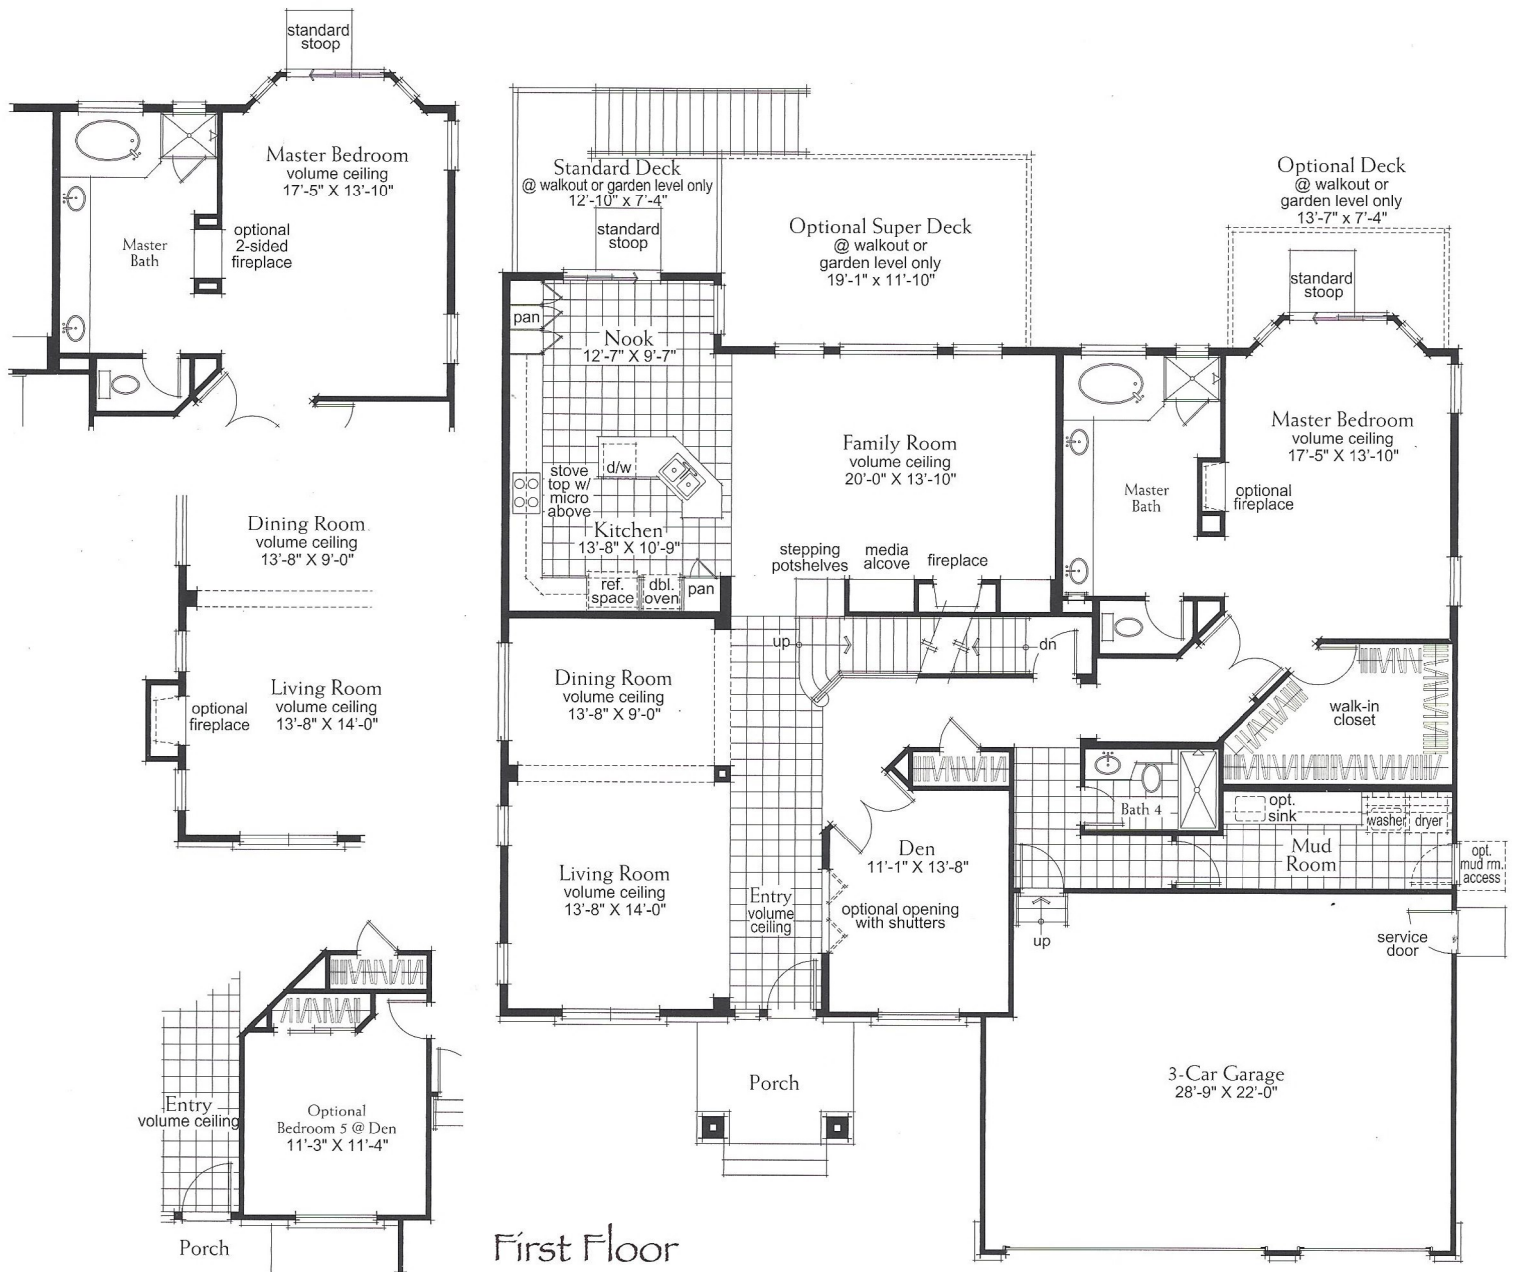 standard
stoop
Master Bedroom
volume ceiling
17'-5" X 13'-10"
Master
Bath
optional
2-sided
fireplace
Dining Room
volume ceiling
13'-8" X 9'-0"
Living Room
volume ceiling
13'-8" X 14'-0"
optional
fireplace
Entry
volume ceiling
Optional
Bedroom 5 @ Den
11'-3" X 11'-4"
Porch
Standard Deck
@ walkout or garden level only
12'-10" x 7'-4"
standard
stoop
Optional Super Deck
@ walkout or
garden level only
19'-1" x 11'-10"
Optional Deck
@ walkout or
garden level only
13'-7" x 7'-4"
standard
stoop
pan
Nook
12'-7" X 9'-7"
d/w
stove
top w/
micro
above
Kitchen
13'-8" X 10'-9"
ref.
space
dbl.
oven
pan
Family Room
volume ceiling
20'-0" X 13'-10"
stepping
potshelves
media
alcove
fireplace
Master
Bath
optional
fireplace
Master Bedroom
volume ceiling
17'-5" X 13'-10"
up
dn
Dining Room
volume ceiling
13'-8" X 9'-0"
walk-in
closet
Living Room
volume ceiling
13'-8" X 14'-0"
Entry
volume
ceiling
Den
11'-1" X 13'-8"
optional opening
with shutters
Bath 4
opt.
sink
washer
dryer
Mud
Room
opt.
mud rm.
access
up
service
door
Porch
3-Car Garage
28'-9" X 22'-0"
First Floor